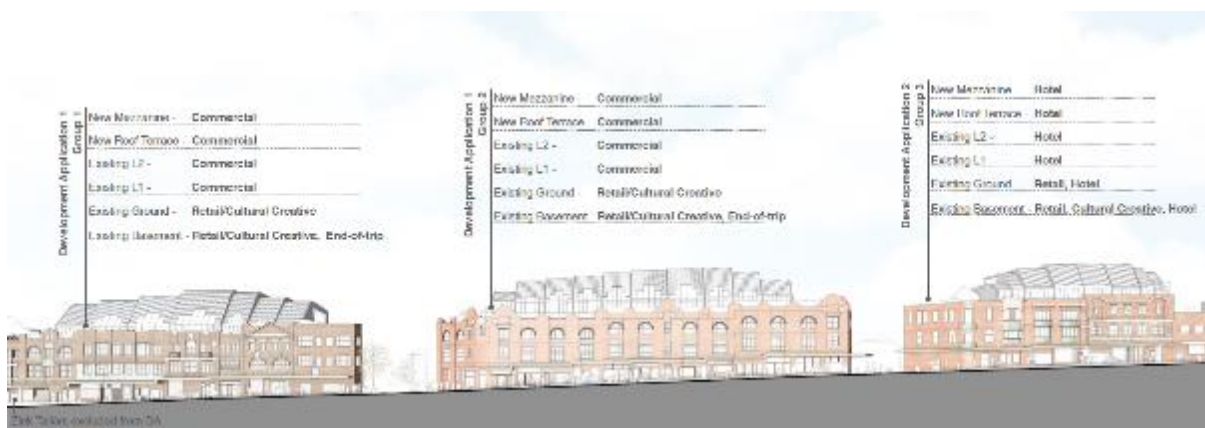 Development Application 1
Group 1
New Mezzanine - Commercial
New Roof Terrace Commercial
Existing L2 - Commercial
Existing L1 - Commercial
Existing Ground - Retail/Cultural Creative
Existing Basement - Retail/Cultural Creative, End-of-trip
Development Application 1
Group 2
New Mezzanine Commercial
New Roof Terrace Commercial
Existing L2 - Commercial
Existing L1 - Commercial
Existing Ground Retail/Cultural Creative
Existing Basement Retail/Cultural Creative, End-of-trip
Development Application 2
Group 3
New Mezzanine Hotel
New Roof Terrace Hotel
Existing L2 - Hotel
Existing L1 Hotel
Existing Ground Retail, Hotel
Existing Basement - Retail, Cultural Creative, Hotel
Zink Tailors excluded from DA